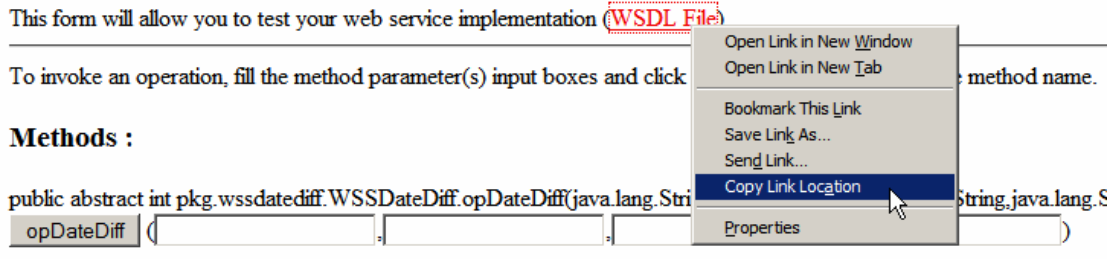 This form will allow you to test your web service implementation (WSDL File)
Open Link in New Window
To invoke an operation, fill the method parameter(s) input boxes and click
Open Link in New Tab
method name.
Bookmark This Link
Methods :
Save Link As...
Send Link...
Copy Link Location
public abstract int pkg.wssdatediff.WSSDateDiff.opDateDiff(java.lang.Stri
String,java.lang.S
Properties
opDateDiff ( , , )